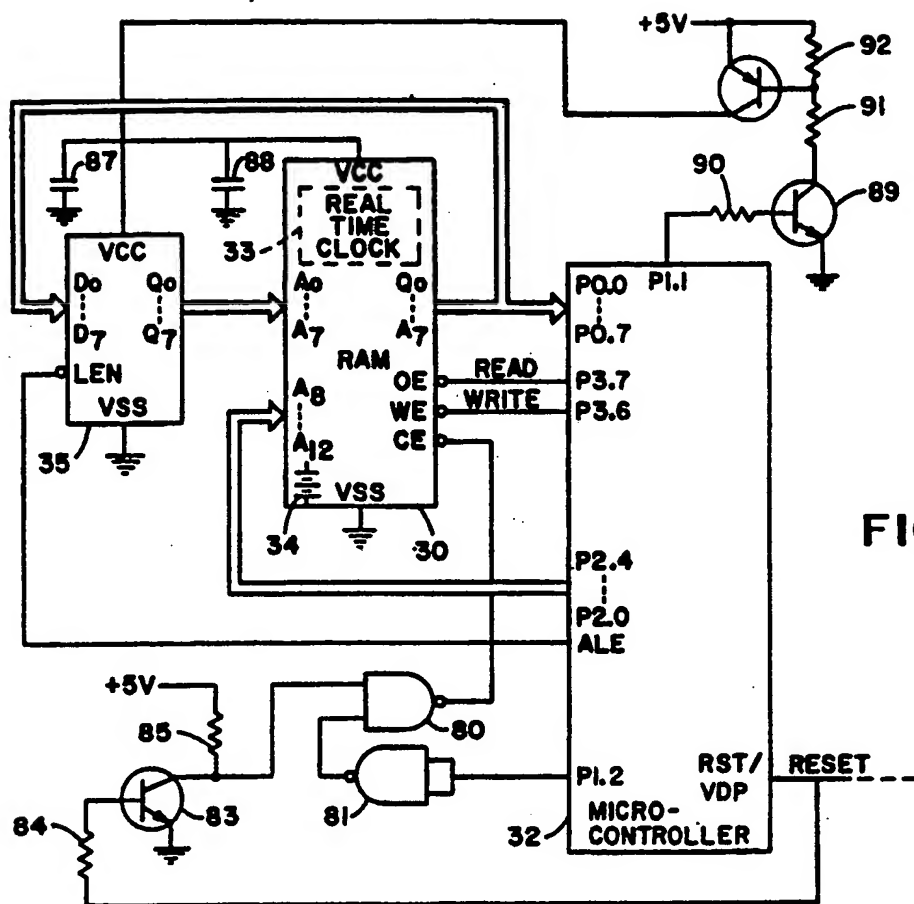 +5V
92
91
90
89
87
88
VCC
REAL
TIME
CLOCK
33
VCC
D0 Q0
D7 Q7
LEN
VSS
35
A0 Q0
A7 A7
RAM
A8
A12
OE
WE
CE
VSS
34
30
READ
WRITE
P1.1
P0.0
P0.7
P3.7
P3.6
P2.4
P2.0
ALE
P1.2
RST/
VDP
MICRO-
CONTROLLER
32
RESET
FIG
+5V
85
80
81
83
84